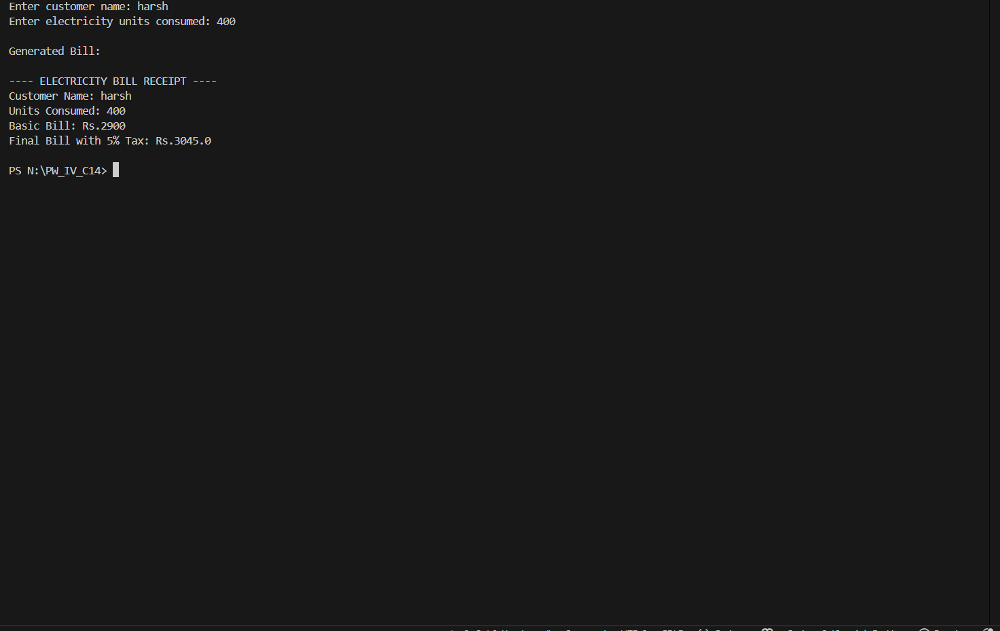 Enter customer name: harsh
Enter electricity units consumed: 400
Generated Bill:
---- ELECTRICITY BILL RECEIPT ----
Customer Name: harsh
Units Consumed: 400
Basic Bill: Rs.2900
Final Bill with 5% Tax: Rs.3045.0
PS N:\PW_IV_C14>